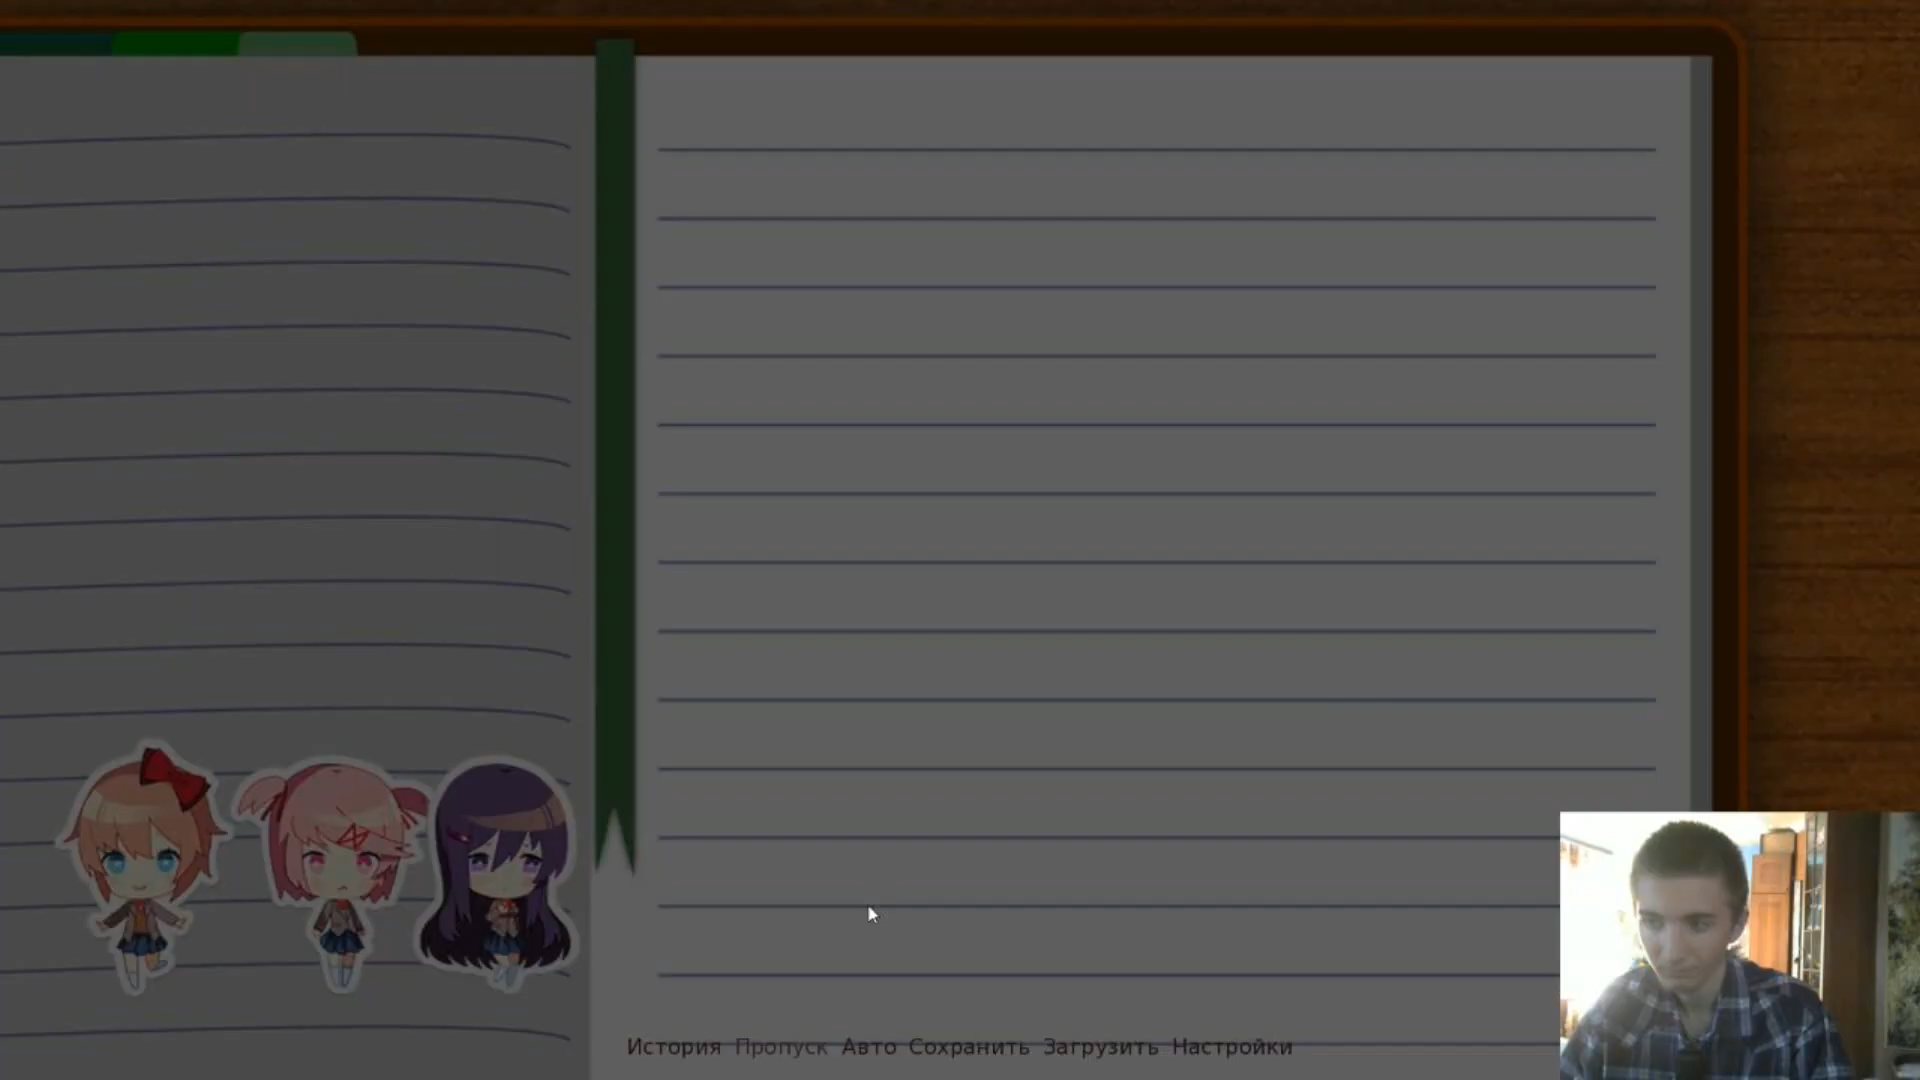 История Пропуск Авто Сохранить Загрузить Настройки